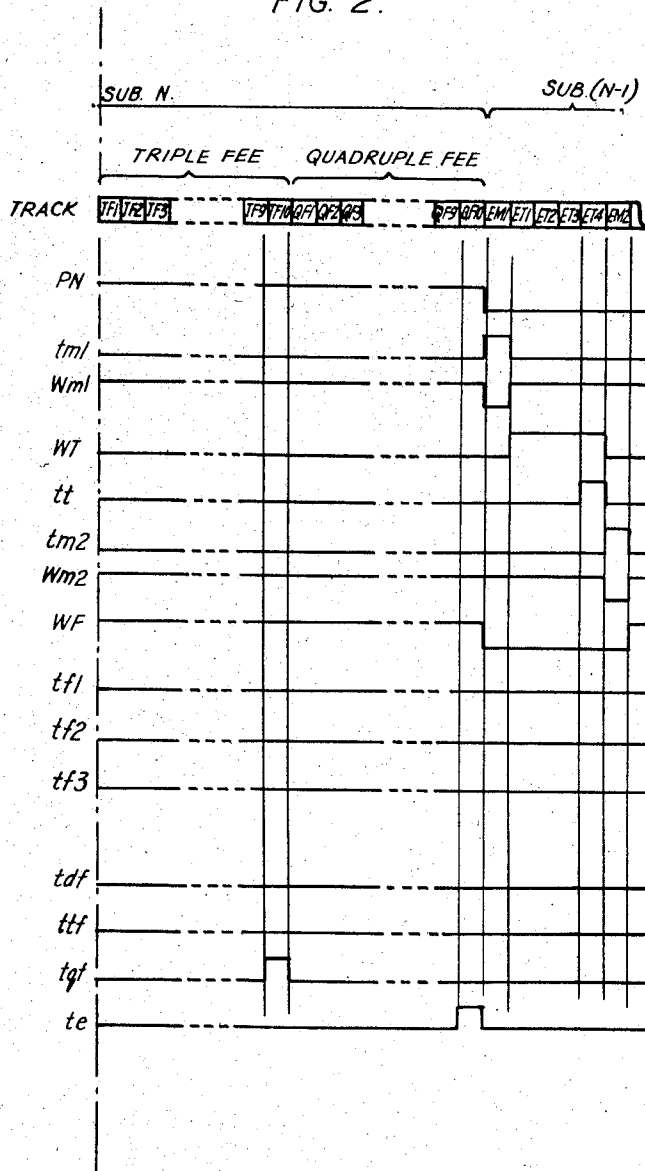 FIG. 2.
SUB. N. SUB.(N-1)
TRIPLE FEE QUADRUPLE FEE
TRACK TF1 TF2 TF3 TF9 TF10 QF1 QF2 QF3 QF9 QF10 EM1 ET1 ET2 ET3 ET4 EM2
PN
tm1
Wm1
WT
tt
tm2
Wm2
WF
tf1
tf2
tf3
tdf
ttf
tqf
te